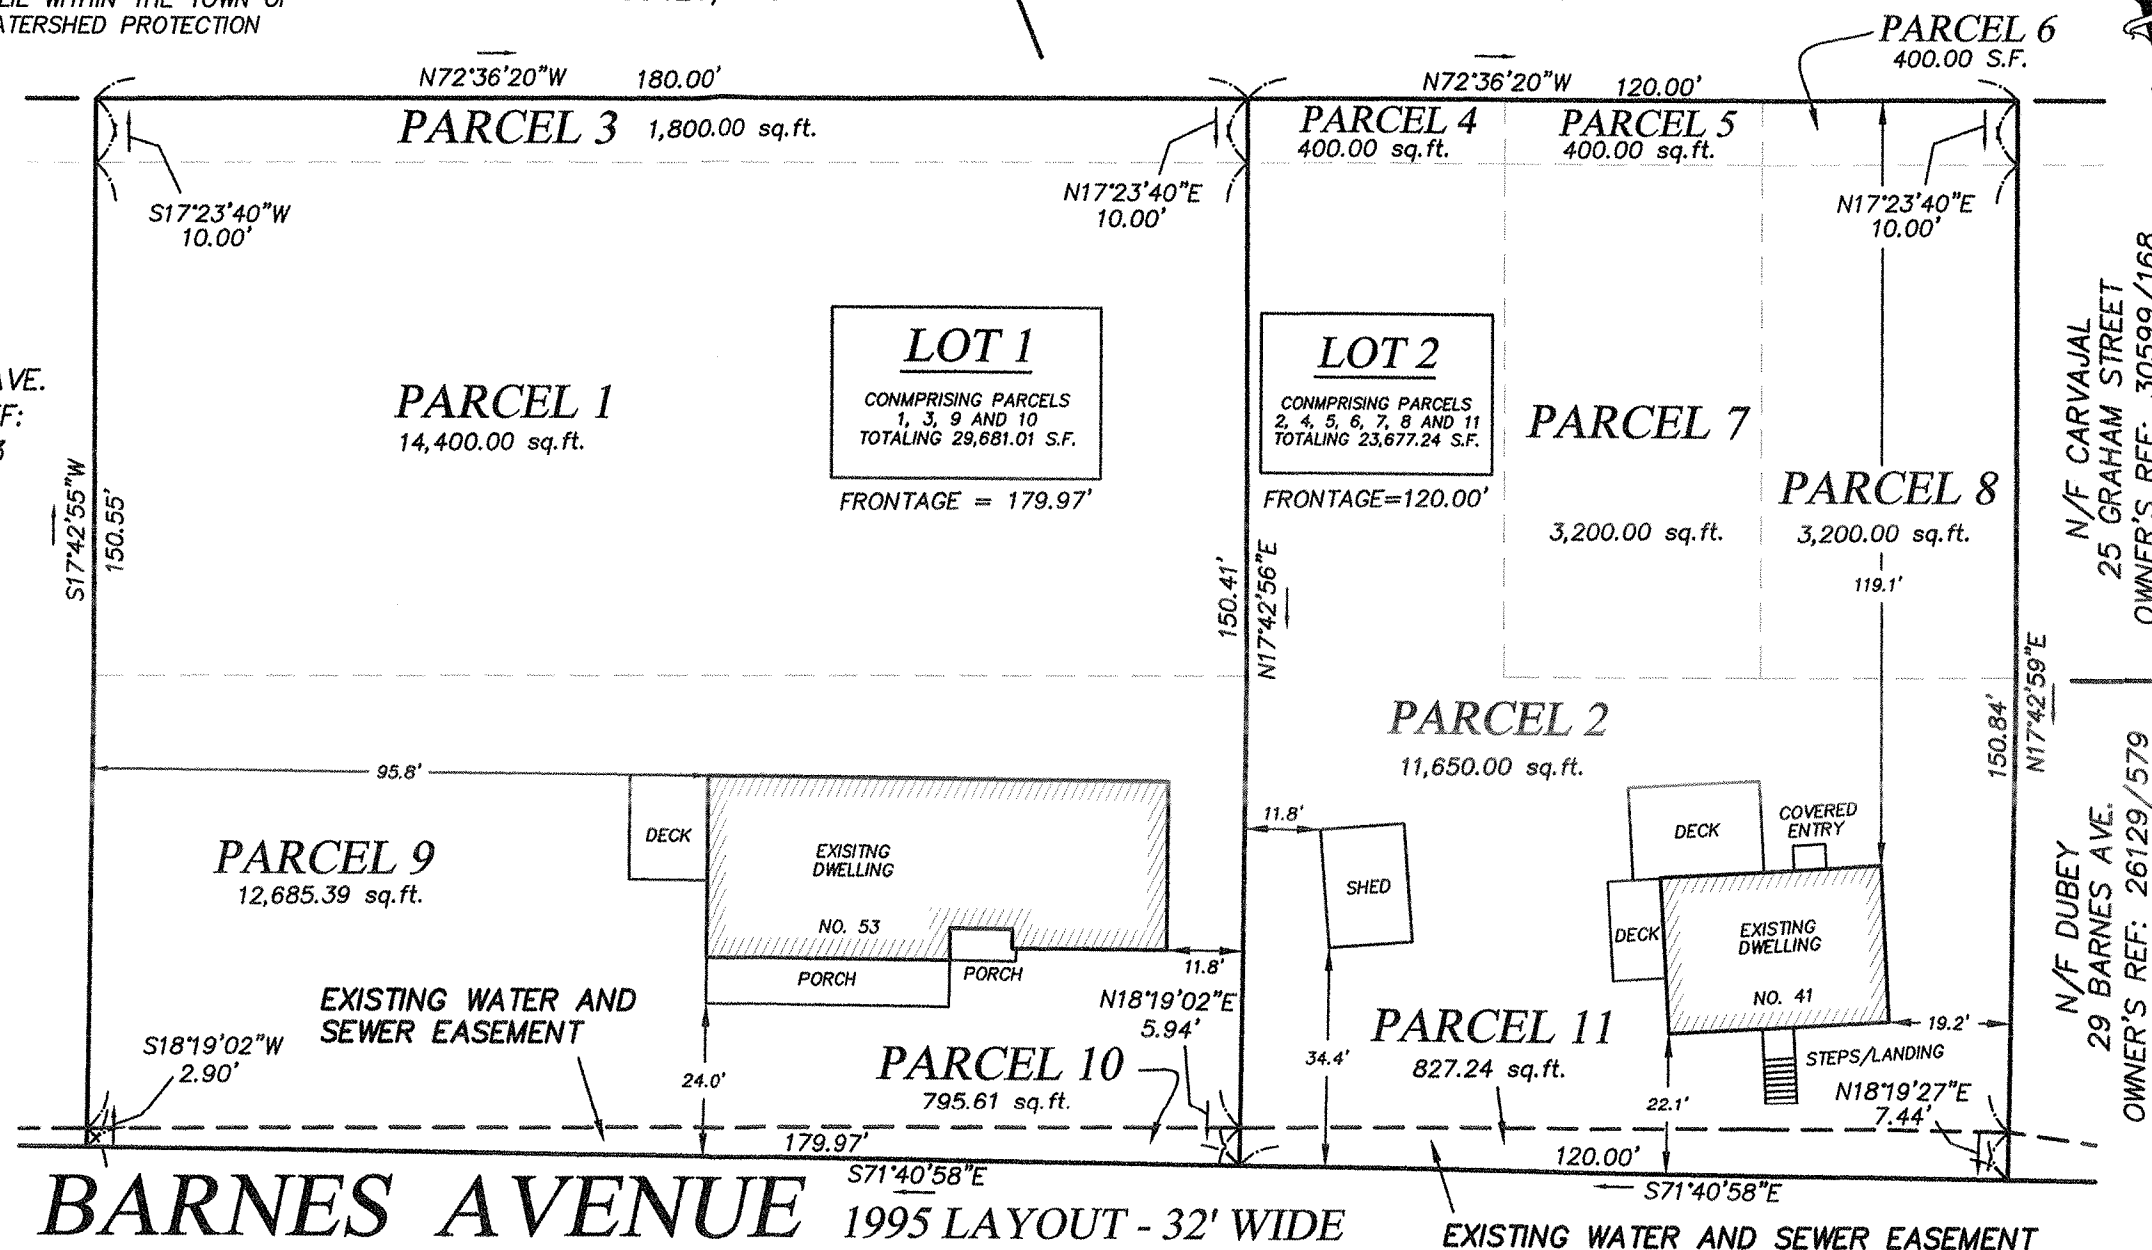 WITHIN THE TOWN OF
WATERSHED PROTECTION
PARCEL 6
400.00 S.F.
N72°36'20"W 180.00'
N72°36'20"W 120.00'
PARCEL 3 1,800.00 sq.ft.
PARCEL 4
400.00 sq.ft.
PARCEL 5
400.00 sq.ft.
S17°23'40"W
10.00'
N17°23'40"E
10.00'
N17°23'40"E
10.00'
AVE.
LOT 1
CONMPRISING PARCELS
1, 3, 9 AND 10
TOTALING 29,681.01 S.F.
FRONTAGE = 179.97'
LOT 2
CONMPRISING PARCELS
2, 4, 5, 6, 7, 8 AND 11
TOTALING 23,677.24 S.F.
FRONTAGE=120.00'
PARCEL 1
14,400.00 sq.ft.
PARCEL 7
3,200.00 sq.ft.
PARCEL 8
3,200.00 sq.ft.
119.1'
S17°42'55"W
150.55'
150.41'
N17°42'56"E
150.84'
N17°42'59"E
N/F CARVAJAL
25 GRAHAM STREET
OWNER'S REF: 30599/168
N/F DUBEY
29 BARNES AVE.
OWNER'S REF: 26129/579
PARCEL 2
11,650.00 sq.ft.
95.8'
DECK
EXISITNG
DWELLING
NO. 53
PORCH
PORCH
11.8'
PARCEL 9
12,685.39 sq.ft.
11.8'
SHED
DECK
COVERED
ENTRY
DECK
EXISTING
DWELLING
NO. 41
19.2'
STEPS/LANDING
EXISTING WATER AND
SEWER EASEMENT
S18°19'02"W
2.90'
24.0'
PARCEL 10
795.61 sq.ft.
N18°19'02"E
5.94'
34.4'
PARCEL 11
827.24 sq.ft.
22.1'
N18°19'27"E
7.44'
179.97'
S71°40'58"E
120.00'
S71°40'58"E
BARNES AVENUE 1995 LAYOUT - 32' WIDE
EXISTING WATER AND SEWER EASEMENT